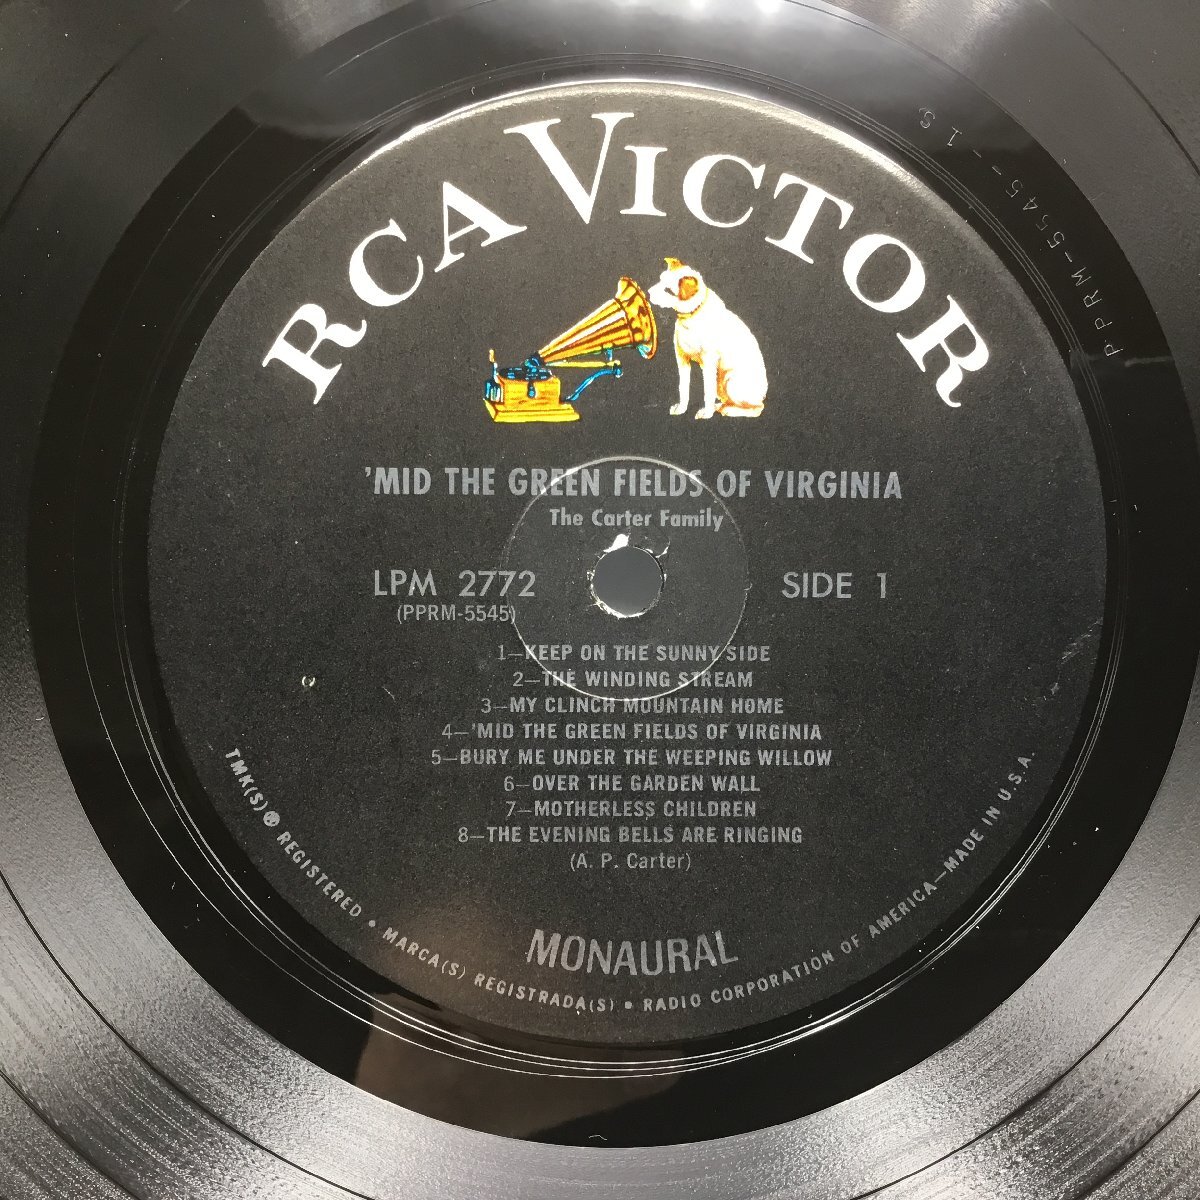 RCA VICTOR
PPRM-5545-1S
'MID THE GREEN FIELDS OF VIRGINIA
The Carter Family
LPM 2772
(PPRM-5545)
SIDE 1
1—KEEP ON THE SUNNY SIDE
2—THE WINDING STREAM
3—MY CLINCH MOUNTAIN HOME
4—'MID THE GREEN FIELDS OF VIRGINIA
5—BURY ME UNDER THE WEEPING WILLOW
6—OVER THE GARDEN WALL
7—MOTHERLESS CHILDREN
8—THE EVENING BELLS ARE RINGING
(A. P. Carter)
MONAURAL
TMK(S) ® REGISTERED • MARCA(S) REGISTRADA(S) • RADIO CORPORATION OF AMERICA—MADE IN U.S.A.